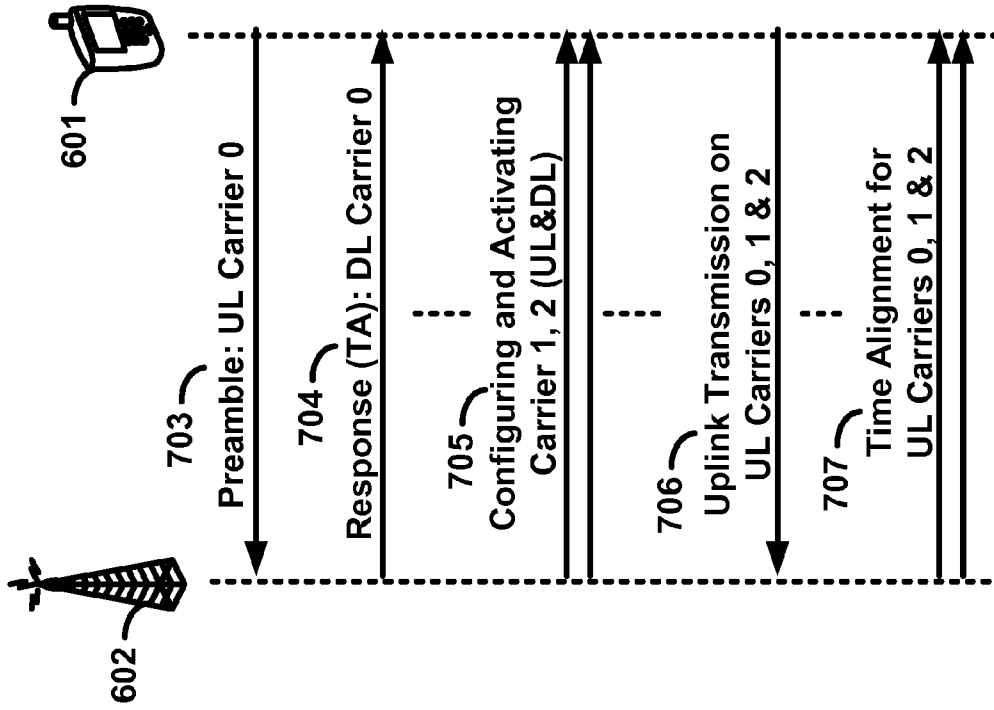 601
602
703
Preamble: UL Carrier 0
704
Response (TA): DL Carrier 0
705
Configuring and Activating
Carrier 1, 2 (UL&DL)
706
Uplink Transmission on
UL Carriers 0, 1 & 2
707
Time Alignment for
UL Carriers 0, 1 & 2